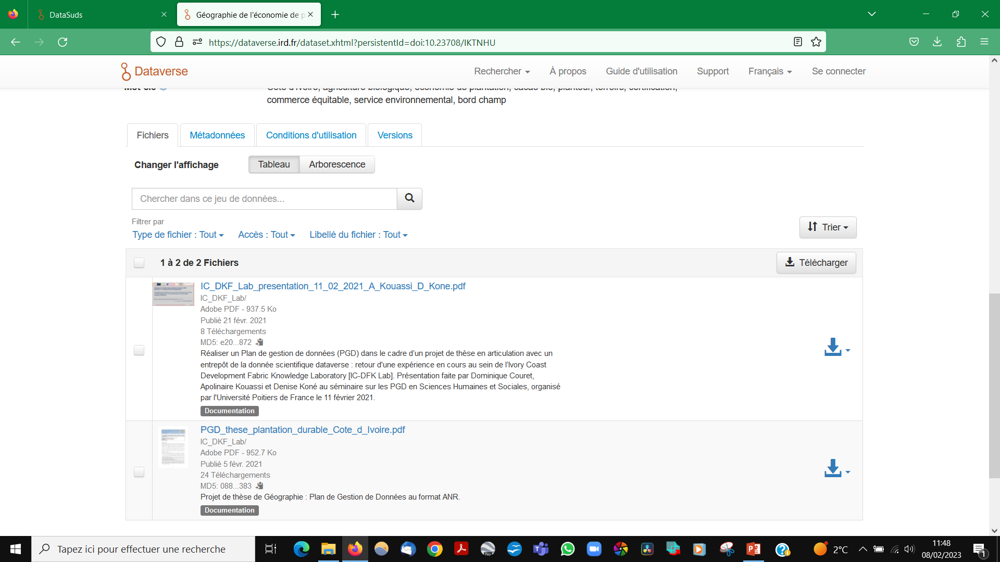 DataSuds
Géographie de l'économie de p
https://dataverse.ird.fr/dataset.xhtml?persistentId=doi:10.23708/IKTNHU
Dataverse
Rechercher
À propos
Guide d'utilisation
Support
Français
Se connecter
commerce équitable, service environnemental, bord champ
Fichiers
Métadonnées
Conditions d'utilisation
Versions
Changer l'affichage
Tableau
Arborescence
Chercher dans ce jeu de données...
Filtrer par
Type de fichier : Tout
Accès : Tout
Libellé du fichier : Tout
Trier
1 à 2 de 2 Fichiers
Télécharger
IC_DKF_Lab_presentation_11_02_2021_A_Kouassi_D_Kone.pdf
IC_DKF_Lab/
Adobe PDF - 937.5 Ko
Publié 21 févr. 2021
8 Téléchargements
MD5: e20...872
Réaliser un Plan de gestion de données (PGD) dans le cadre d’un projet de thèse en articulation avec un
entrepôt de la donnée scientifique dataverse : retour d'une expérience en cours au sein de l’Ivory Coast
Development Fabric Knowledge Laboratory [IC-DFK Lab]. Présentation faite par Dominique Couret,
Apolinaire Kouassi et Denise Koné au séminaire sur les PGD en Sciences Humaines et Sociales, organisé
par l'Université Poitiers de France le 11 février 2021.
Documentation
PGD_these_plantation_durable_Cote_d_Ivoire.pdf
IC_DKF_Lab/
Adobe PDF - 952.7 Ko
Publié 5 févr. 2021
24 Téléchargements
MD5: 088...383
Projet de thèse de Géographie : Plan de Gestion de Données au format ANR.
Documentation
Tapez ici pour effectuer une recherche
2°C
11:48
08/02/2023
1